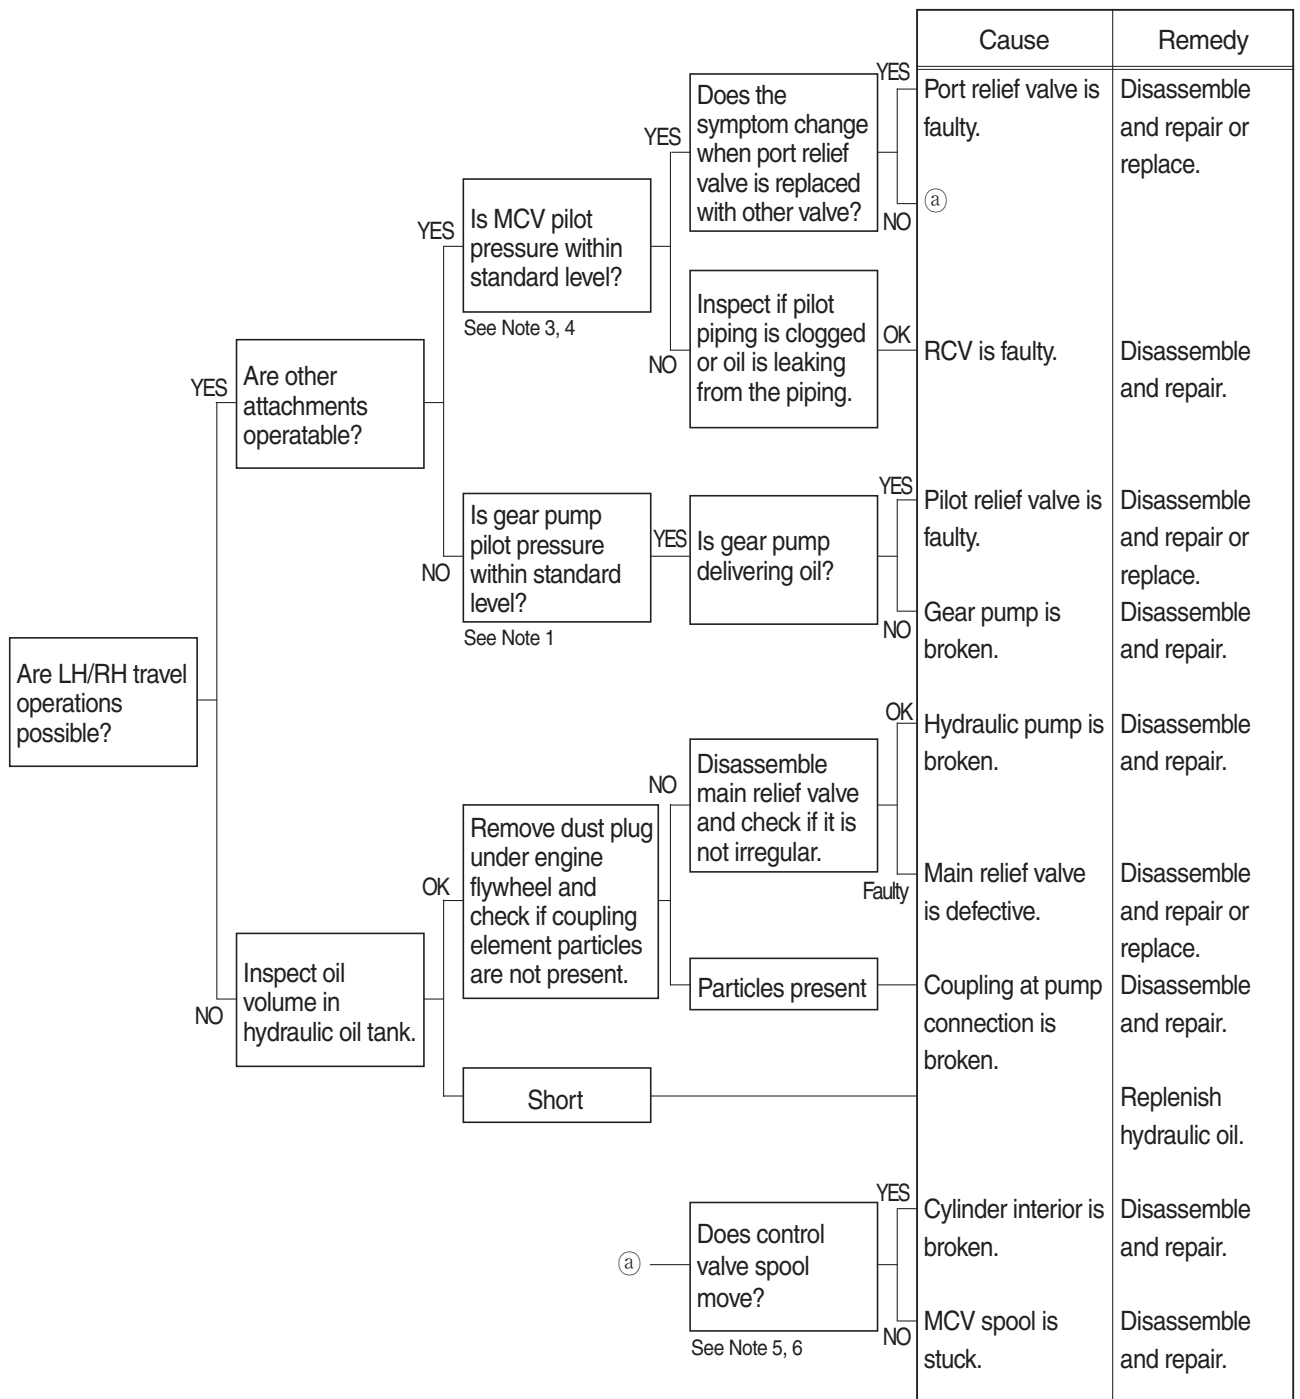 Cause
Remedy
YES
Does the
symptom change
when port relief
valve is replaced
with other valve?
Port relief valve is
faulty.
Disassemble
and repair or
replace.
NO
ⓐ
YES
Is MCV pilot
pressure within
standard level?
See Note 3, 4
YES
NO
Inspect if pilot
piping is clogged
or oil is leaking
from the piping.
OK
RCV is faulty.
Disassemble
and repair.
YES
Are other
attachments
operatable?
NO
Is gear pump
pilot pressure
within standard
level?
See Note 1
YES
Is gear pump
delivering oil?
YES
Pilot relief valve is
faulty.
Disassemble
and repair or
replace.
NO
Gear pump is
broken.
Disassemble
and repair.
Are LH/RH travel
operations
possible?
NO
Inspect oil
volume in
hydraulic oil tank.
OK
Remove dust plug
under engine
flywheel and
check if coupling
element particles
are not present.
NO
Disassemble
main relief valve
and check if it is
not irregular.
OK
Hydraulic pump is
broken.
Disassemble
and repair.
Faulty
Main relief valve
is defective.
Disassemble
and repair or
replace.
Particles present
Coupling at pump
connection is
broken.
Disassemble
and repair.
Short
Replenish
hydraulic oil.
ⓐ
Does control
valve spool
move?
See Note 5, 6
YES
Cylinder interior is
broken.
Disassemble
and repair.
NO
MCV spool is
stuck.
Disassemble
and repair.